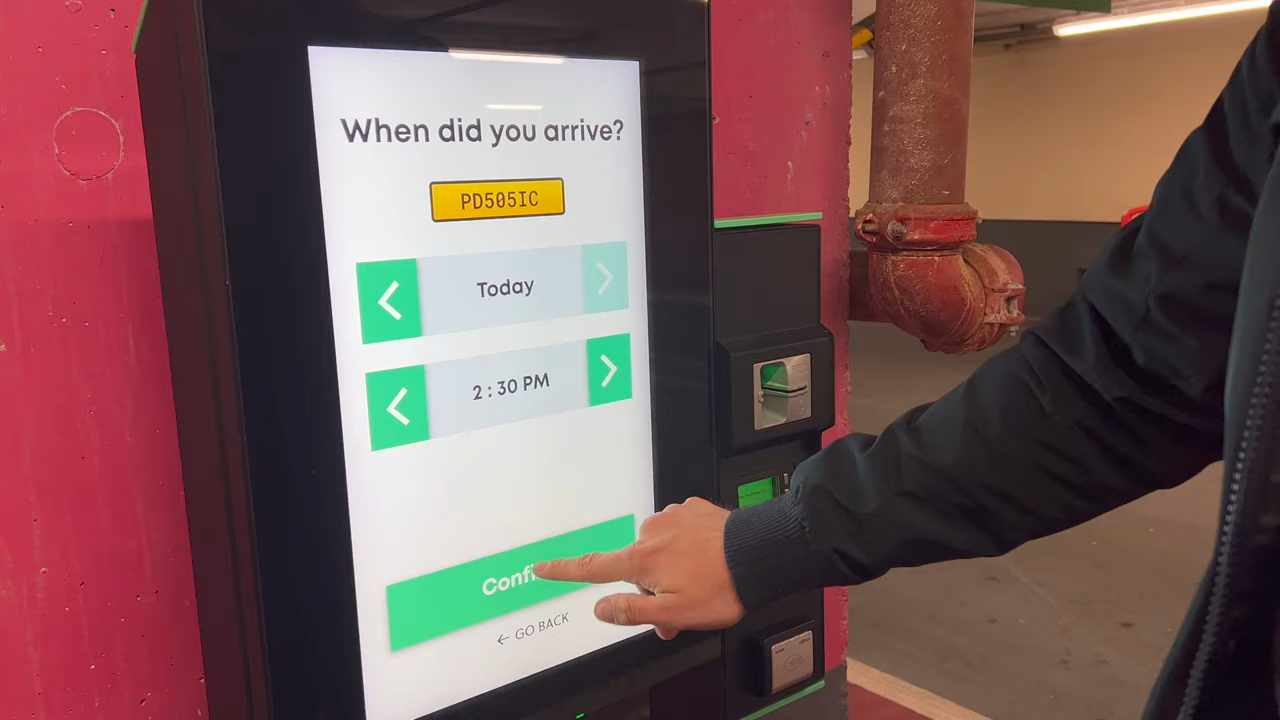 When did you arrive?
PD505IC
Today
2 : 30 PM
Confi
← GO BACK